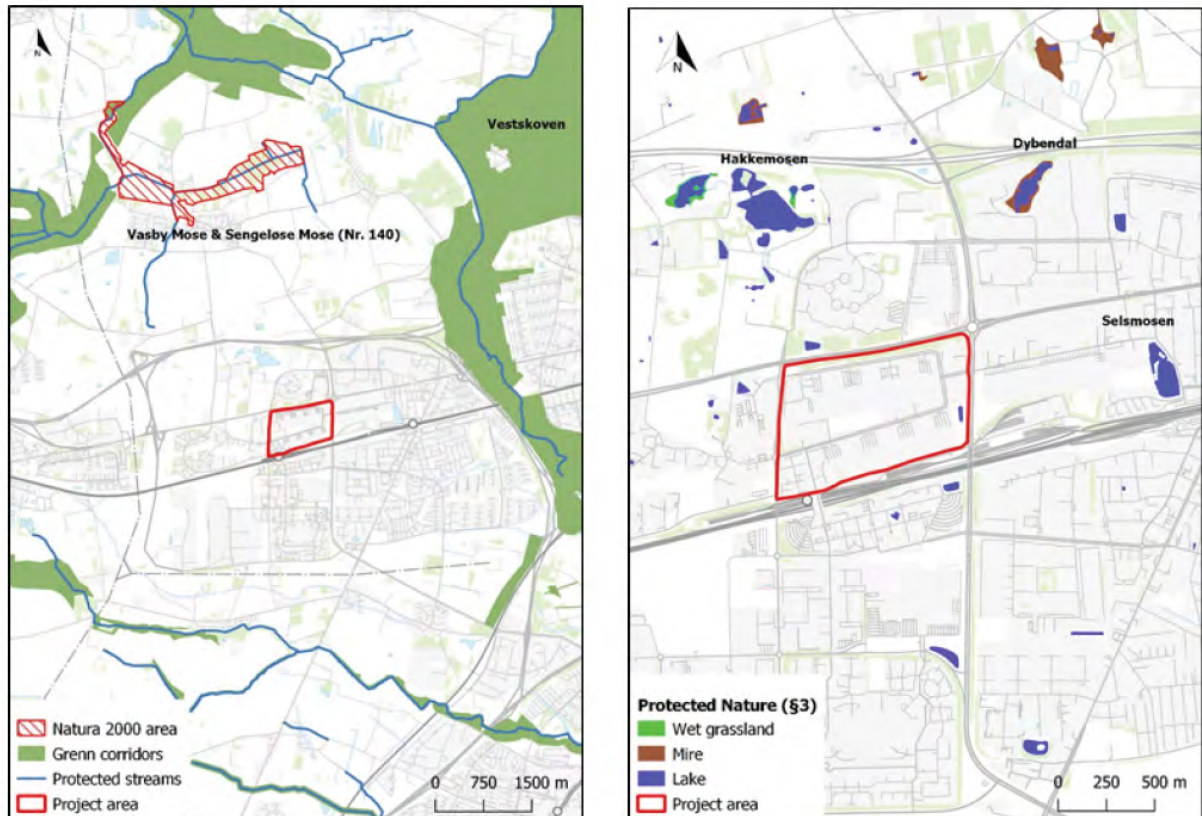 N
Vestskoven
Vasby Mose & Sengeløse Mose (Nr. 140)
Natura 2000 area
Grenn corridors
Protected streams
Project area
0 750 1500 m
N
Hakkemosen
Dybendal
Selsmosen
Protected Nature (§3)
Wet grassland
Mire
Lake
Project area
0 250 500 m